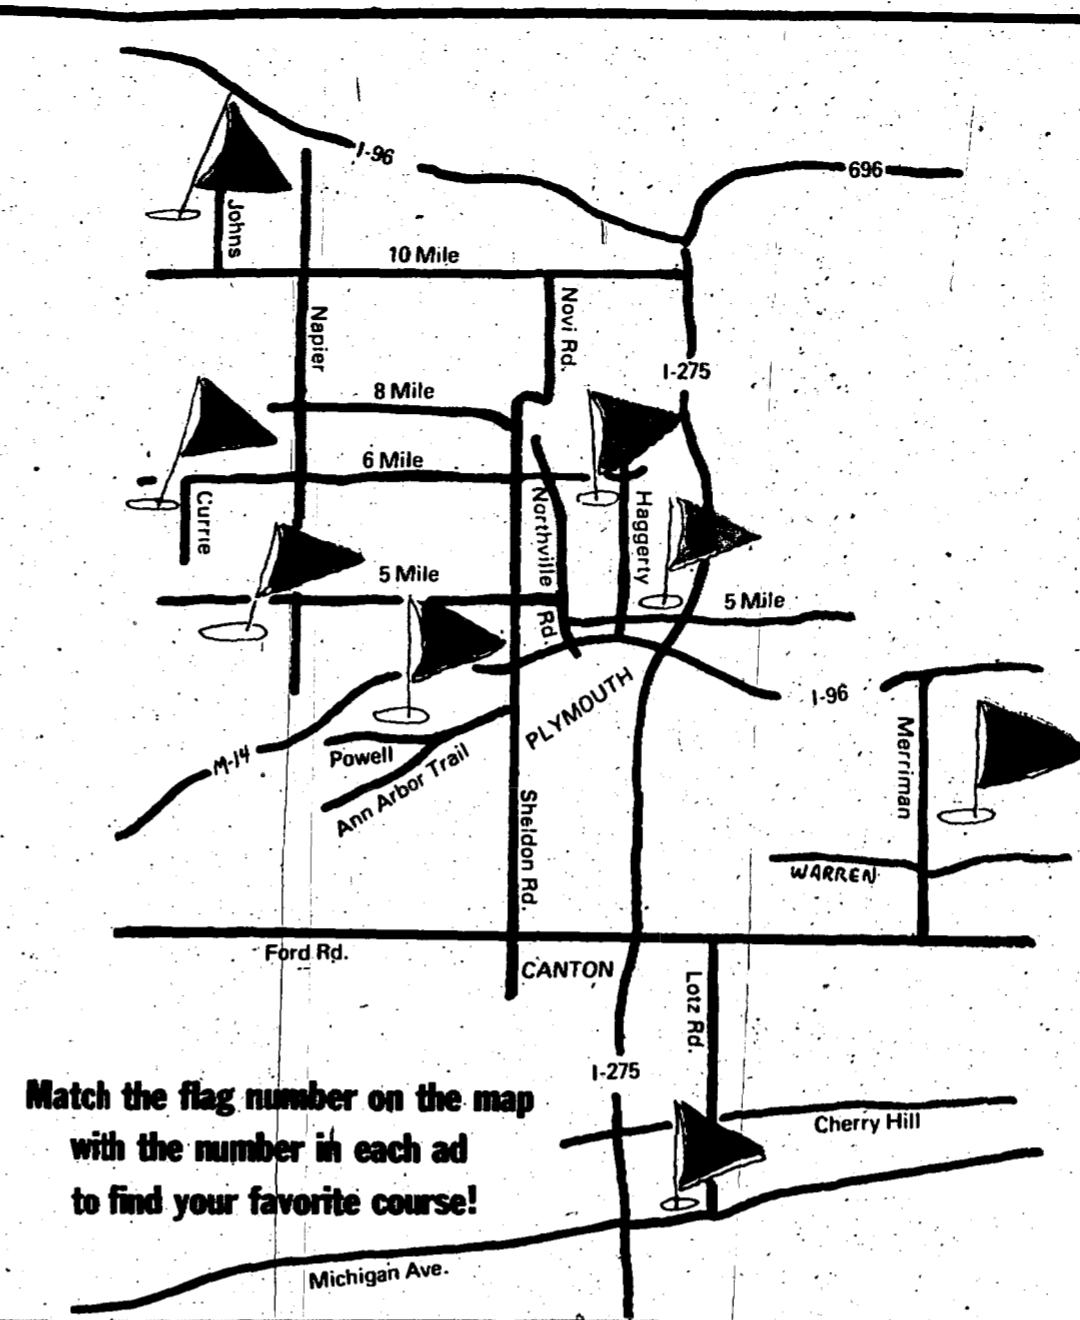 I-96
696
Johns
10 Mile
Napier
Novi Rd.
I-275
8 Mile
6 Mile
Currie
Northville Rd.
Haggerty
5 Mile
5 Mile
PLYMOUTH
I-96
M-14
Powell
Ann Arbor Trail
Merriman
Sheldon Rd.
WARREN
Ford Rd.
CANTON
Lotz Rd.
I-275
Match the flag number on the map
with the number in each ad
to find your favorite course!
Cherry Hill
Michigan Ave.